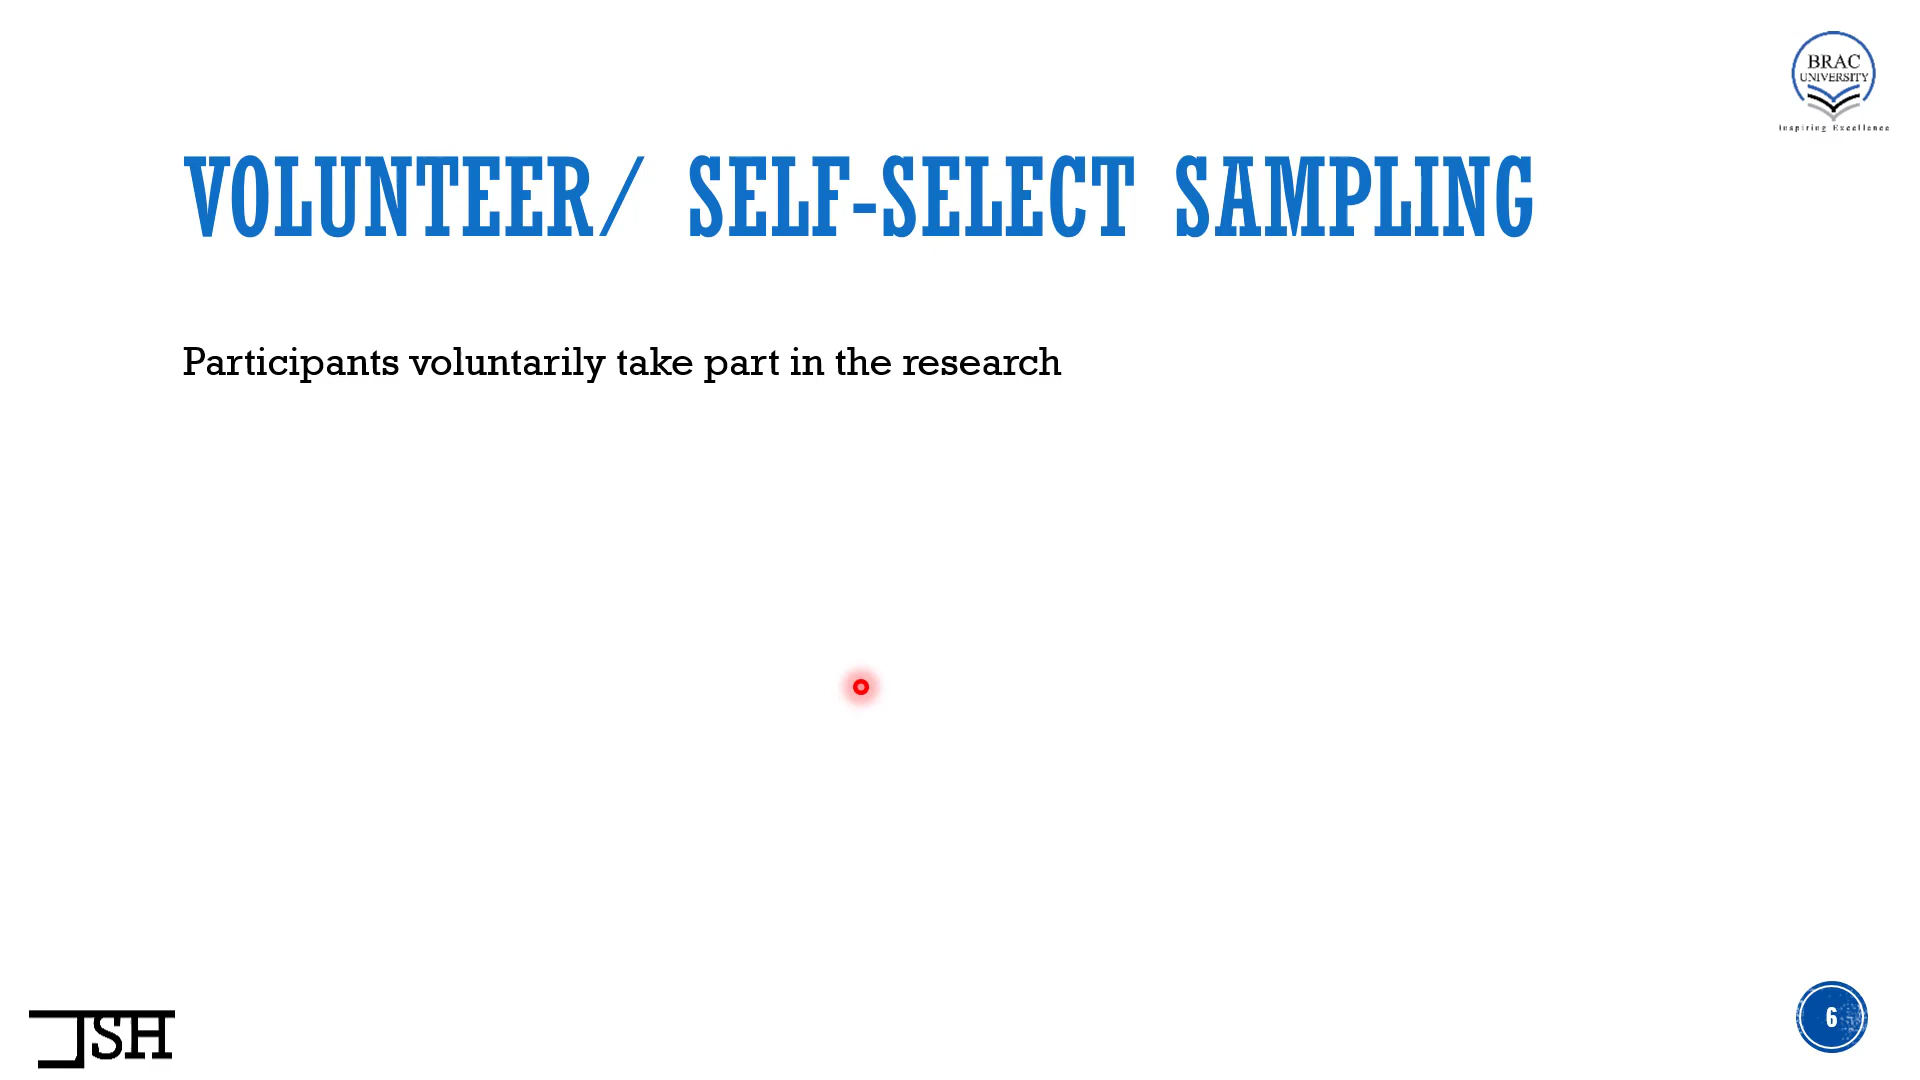 BRAC
UNIVERSITY
Inspiring Excellence
VOLUNTEER/ SELF-SELECT SAMPLING
Participants voluntarily take part in the research
JSH
6